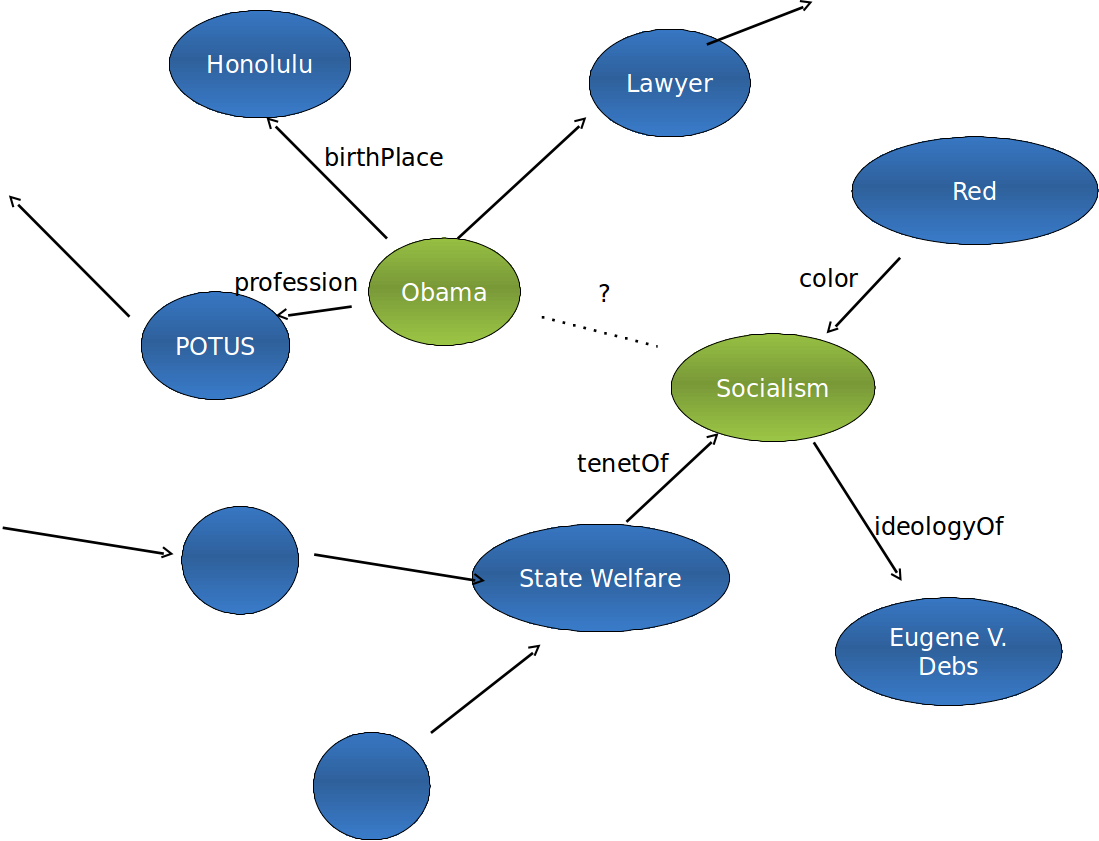 Honolulu
Lawyer
birthPlace
Red
profession
Obama
?
color
POTUS
Socialism
tenetOf
ideologyOf
State Welfare
Eugene V.
Debs